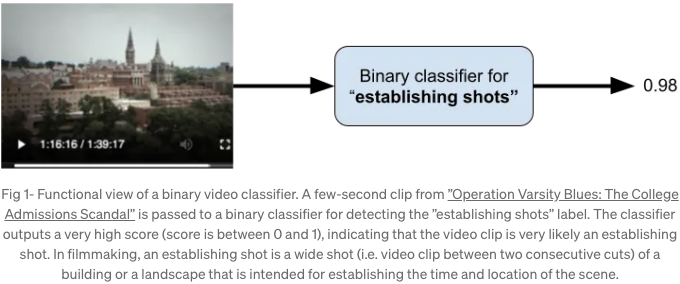 Binary classifier for
“establishing shots”
0.98
1:16:16 / 1:39:17
Fig 1- Functional view of a binary video classifier. A few-second clip from ”Operation Varsity Blues: The College
Admissions Scandal” is passed to a binary classifier for detecting the ”establishing shots” label. The classifier
outputs a very high score (score is between 0 and 1), indicating that the video clip is very likely an establishing
shot. In filmmaking, an establishing shot is a wide shot (i.e. video clip between two consecutive cuts) of a
building or a landscape that is intended for establishing the time and location of the scene.